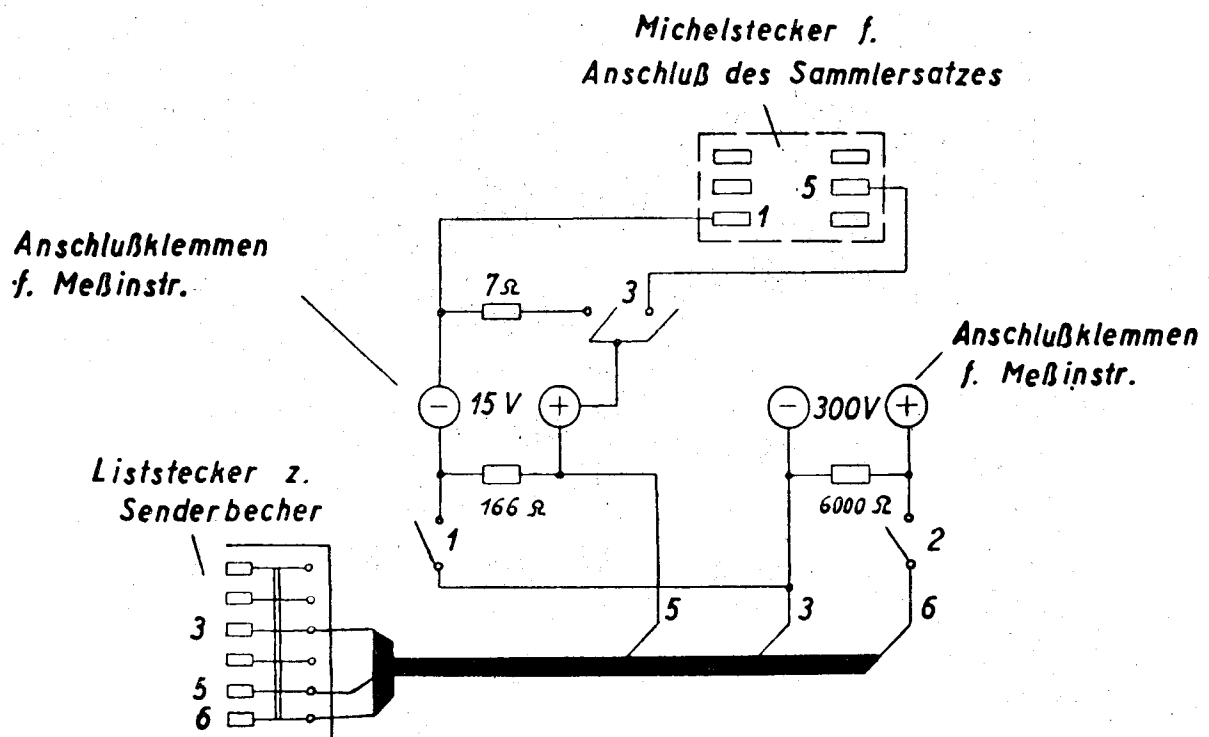 Michelstecker f.
Anschluß des Sammlersatzes
5
1
Anschlußklemmen
f. Meßinstr.
7Ω
3
Anschlußklemmen
f. Meßinstr.
− 15 V +
− 300V +
Liststecker z.
Senderbecher
166 Ω
6000 Ω
1
2
5
3
6
3
5
6